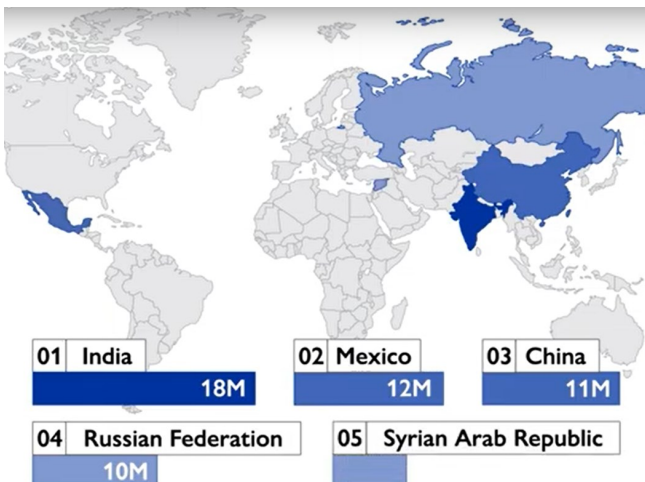 01 India
18M
02 Mexico
12M
03 China
11M
04 Russian Federation
10M
05 Syrian Arab Republic